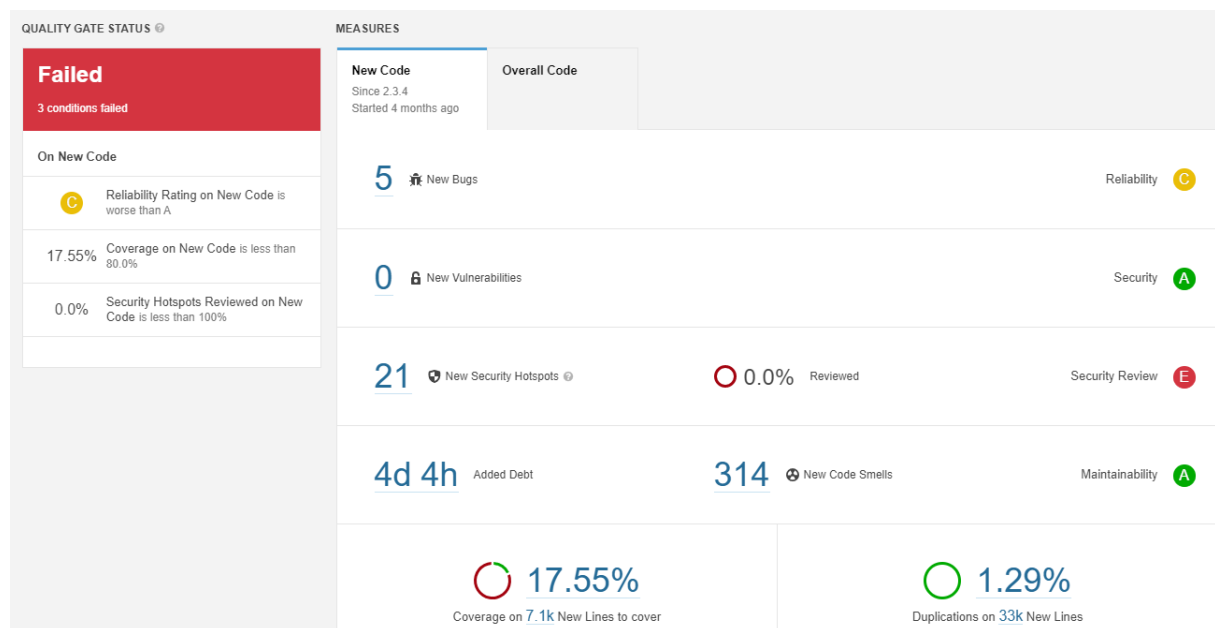 QUALITY GATE STATUS
MEASURES
Failed
3 conditions failed
On New Code
C
Reliability Rating on New Code is
worse than A
17.55%
Coverage on New Code is less than
80.0%
0.0%
Security Hotspots Reviewed on New
Code is less than 100%
New Code
Since 2.3.4
Started 4 months ago
Overall Code
5 New Bugs
Reliability C
0 New Vulnerabilities
Security A
21 New Security Hotspots
0.0% Reviewed
Security Review E
4d 4h Added Debt
314 New Code Smells
Maintainability A
17.55%
Coverage on 7.1k New Lines to cover
1.29%
Duplications on 33k New Lines